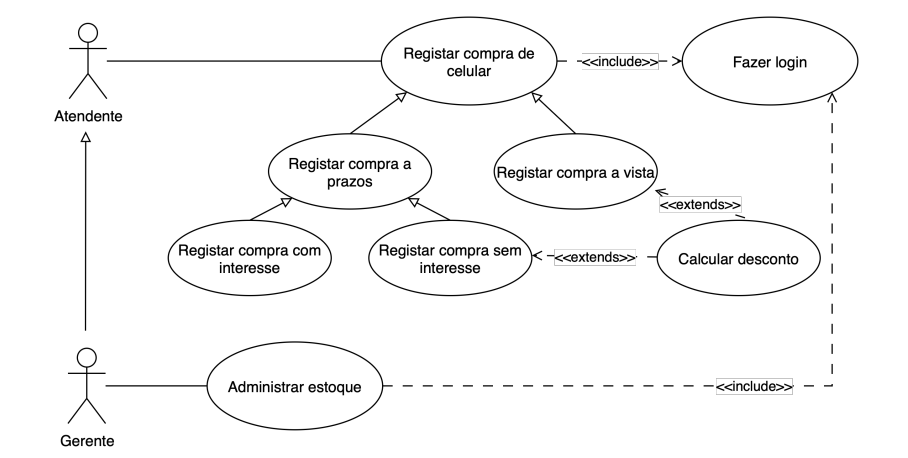 Registar compra de
celular
<<include>>
Fazer login
Atendente
Registar compra a
prazos
Registar compra a vista
<<extends>>
Registar compra com
interesse
Registar compra sem
interesse
<<extends>>
Calcular desconto
Administrar estoque
<<include>>
Gerente